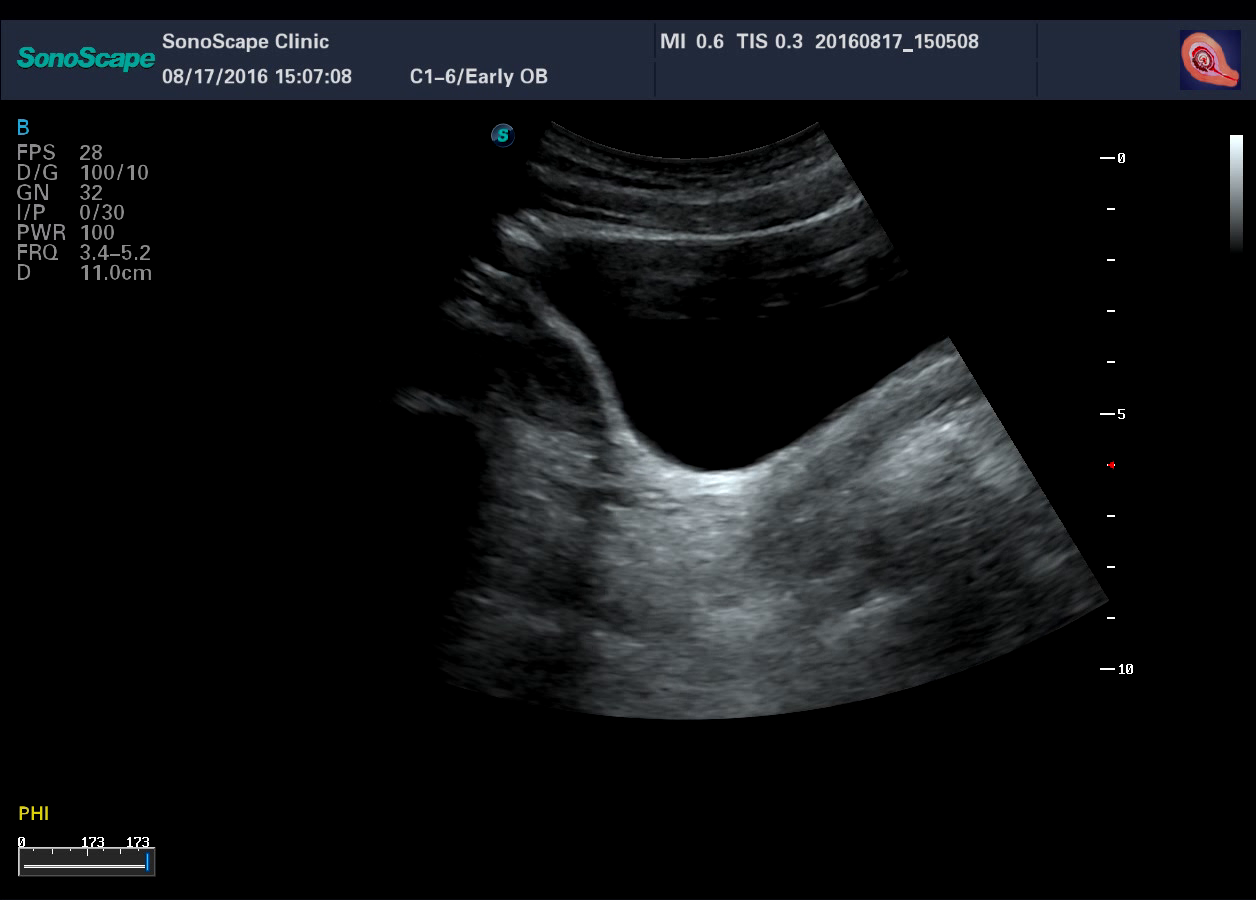 SonoScape
SonoScape Clinic
MI 0.6 TIS 0.3 20160817_150508
08/17/2016 15:07:08
C1-6/Early OB
B
S
FPS 28
D/G 100/10
GN 32
I/P 0/30
PWR 100
FRQ 3.4-5.2
D 11.0cm
0
5
10
PHI
0 173 173